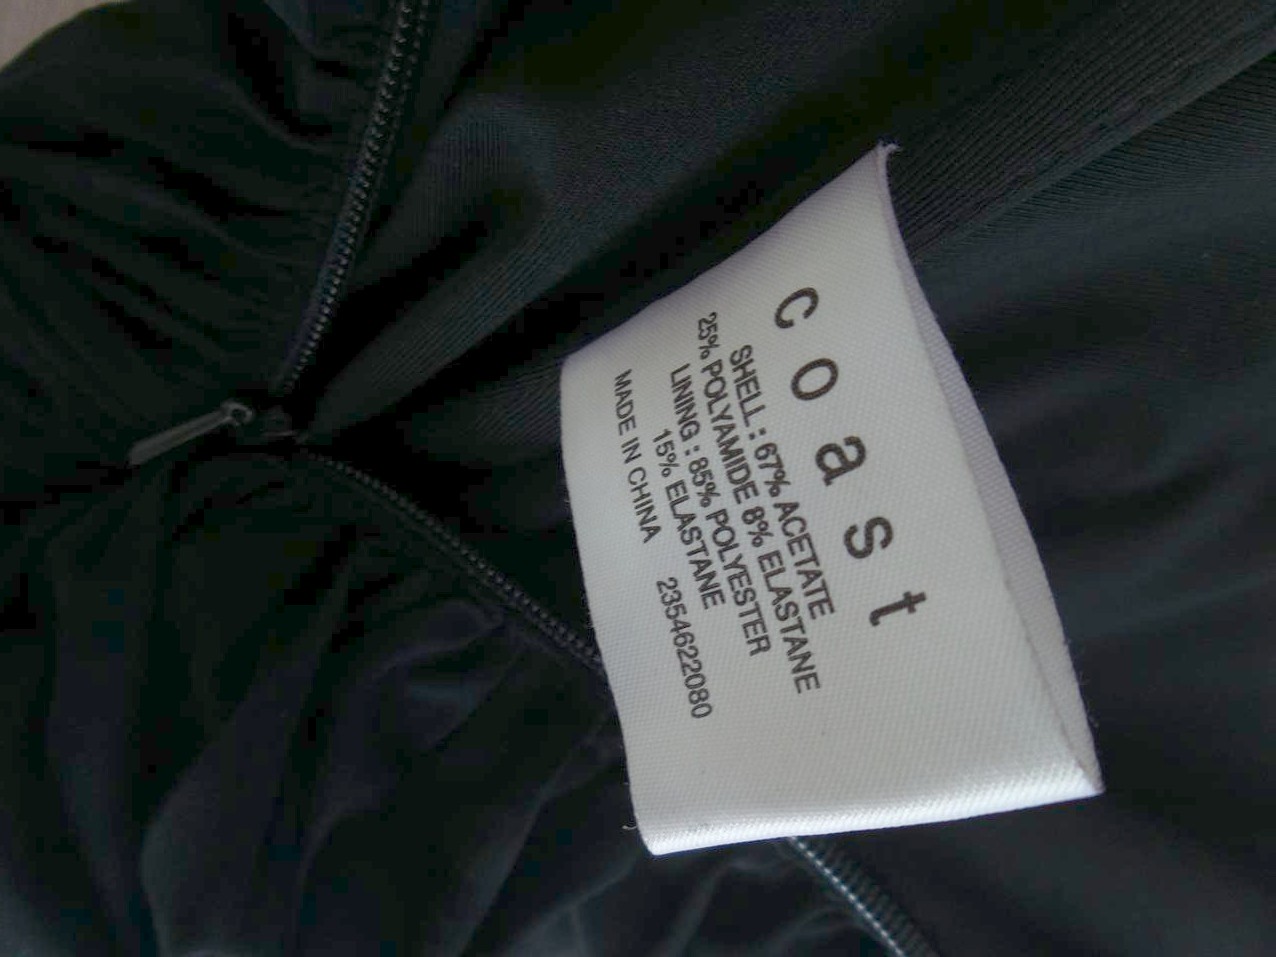 coast
SHELL : 67% ACETATE
25% POLYAMIDE 8% ELASTANE
LINING : 85% POLYESTER
15% ELASTANE
MADE IN CHINA 2354622080